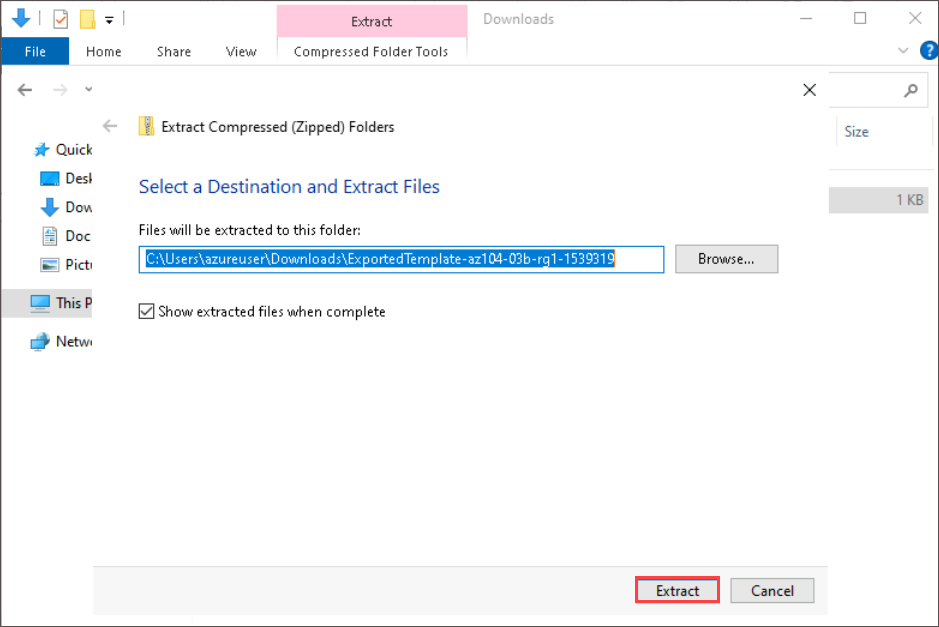 Extract
Downloads
File
Home
Share
View
Compressed Folder Tools
?
Extract Compressed (Zipped) Folders
Size
Quick
Select a Destination and Extract Files
1 KB
Files will be extracted to this folder:
C:\Users\azureuser\Downloads\ExportedTemplate-az104-03b-rg1-1539319
Browse...
Show extracted files when complete
Desk
Dow
Doc
Pict
This P
Netw
Extract
Cancel